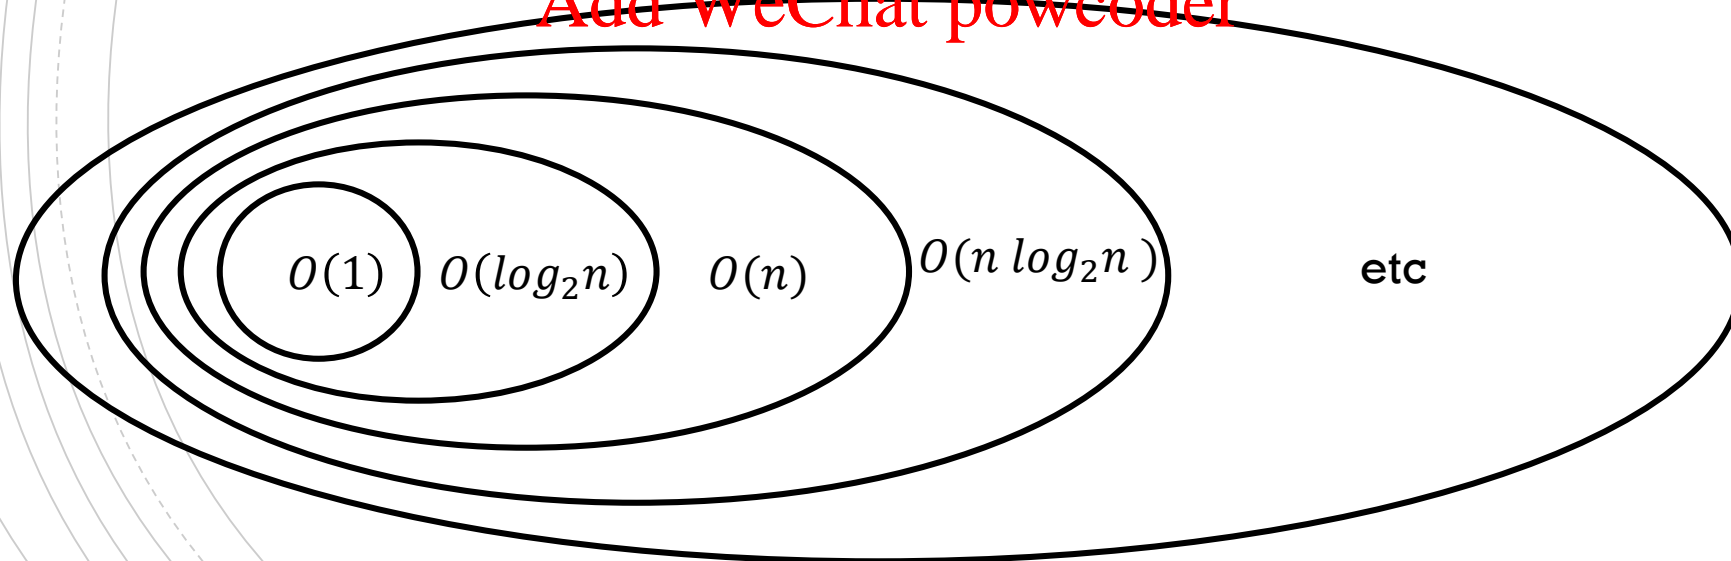 Add WeChat powcoder
O(1) O(log₂n) O(n) O(n log₂n ) etc